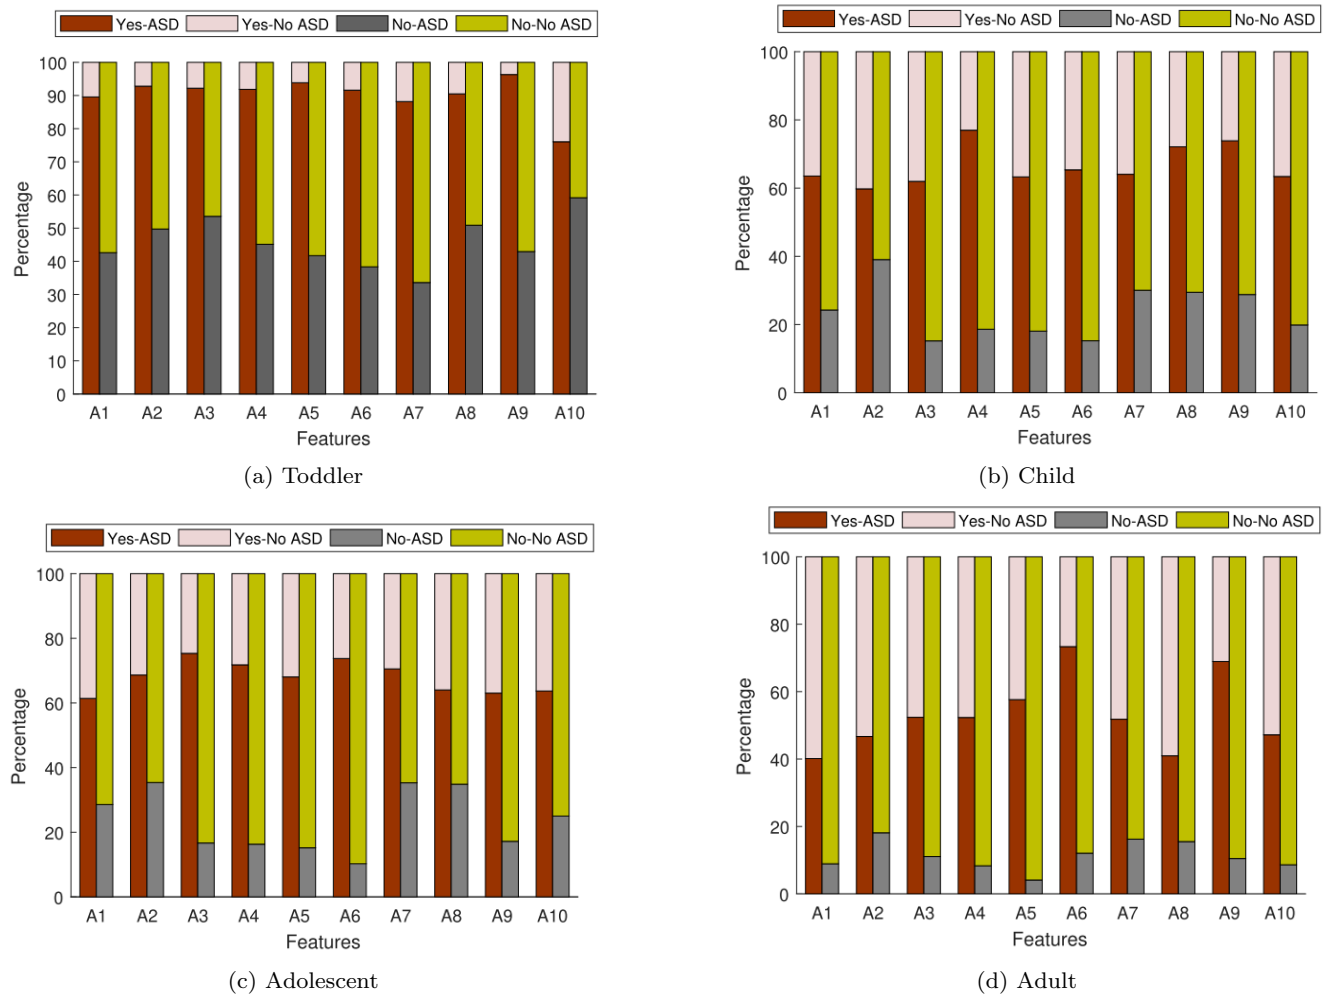 Yes-ASD Yes-No ASD No-ASD No-No ASD
Percentage
100
90
80
70
60
50
40
30
20
10
0
A1 A2 A3 A4 A5 A6 A7 A8 A9 A10
Features
(a) Toddler
Yes-ASD Yes-No ASD No-ASD No-No ASD
Percentage
100
80
60
40
20
0
A1 A2 A3 A4 A5 A6 A7 A8 A9 A10
Features
(b) Child
Yes-ASD Yes-No ASD No-ASD No-No ASD
Percentage
100
80
60
40
20
0
A1 A2 A3 A4 A5 A6 A7 A8 A9 A10
Features
(c) Adolescent
Yes-ASD Yes-No ASD No-ASD No-No ASD
Percentage
100
80
60
40
20
0
A1 A2 A3 A4 A5 A6 A7 A8 A9 A10
Features
(d) Adult